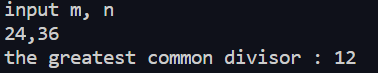 input m, n
24,36
the greatest common divisor : 12